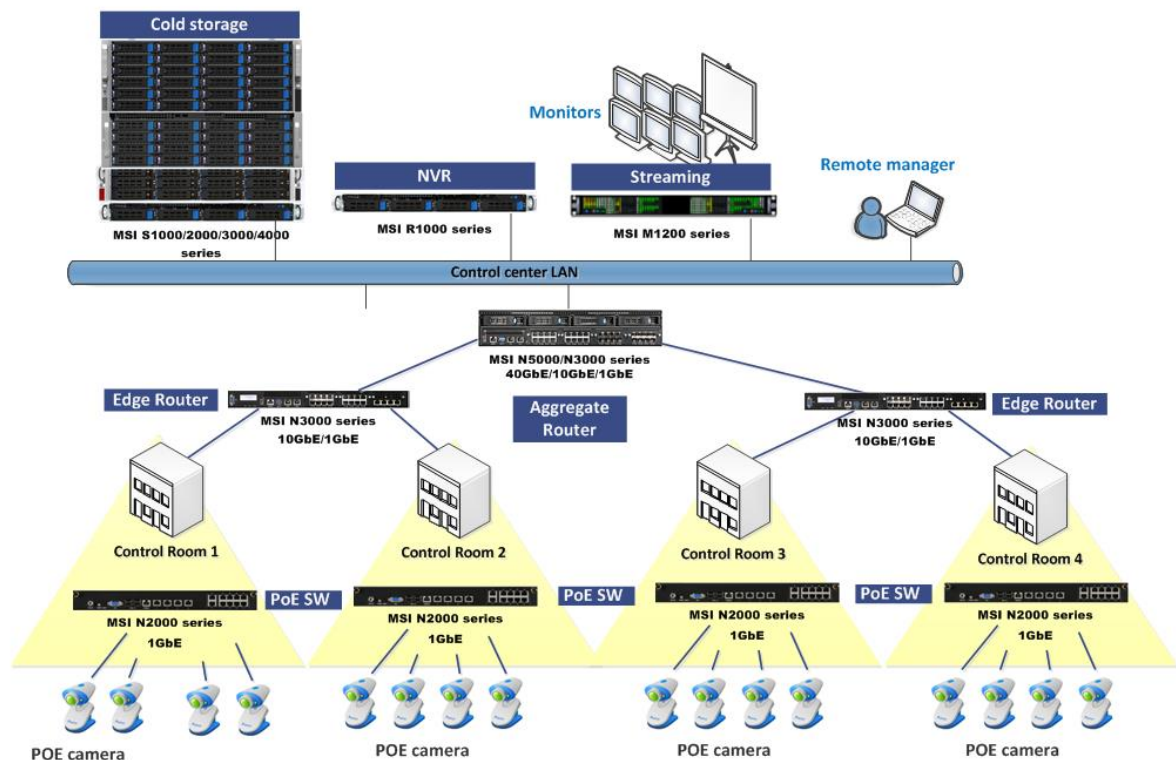 Cold storage
Monitors
NVR
Streaming
Remote manager
MSI S1000/2000/3000/4000
series
MSI R1000 series
MSI M1200 series
Control center LAN
MSI N5000/N3000 series
40GbE/10GbE/1GbE
Edge Router
MSI N3000 series
10GbE/1GbE
Aggregate
Router
MSI N3000 series
10GbE/1GbE
Edge Router
Control Room 1
Control Room 2
Control Room 3
Control Room 4
PoE SW
PoE SW
PoE SW
MSI N2000 series
1GbE
MSI N2000 series
1GbE
MSI N2000 series
1GbE
MSI N2000 series
1GbE
POE camera
POE camera
POE camera
POE camera